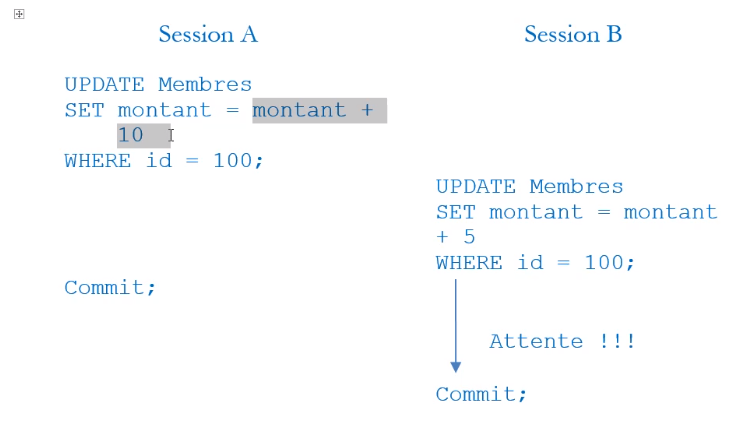 Session A
UPDATE Membres
SET montant = montant +
10
WHERE id = 100;
Commit;
Session B
UPDATE Membres
SET montant = montant
+ 5
WHERE id = 100;
Attente !!!
Commit;